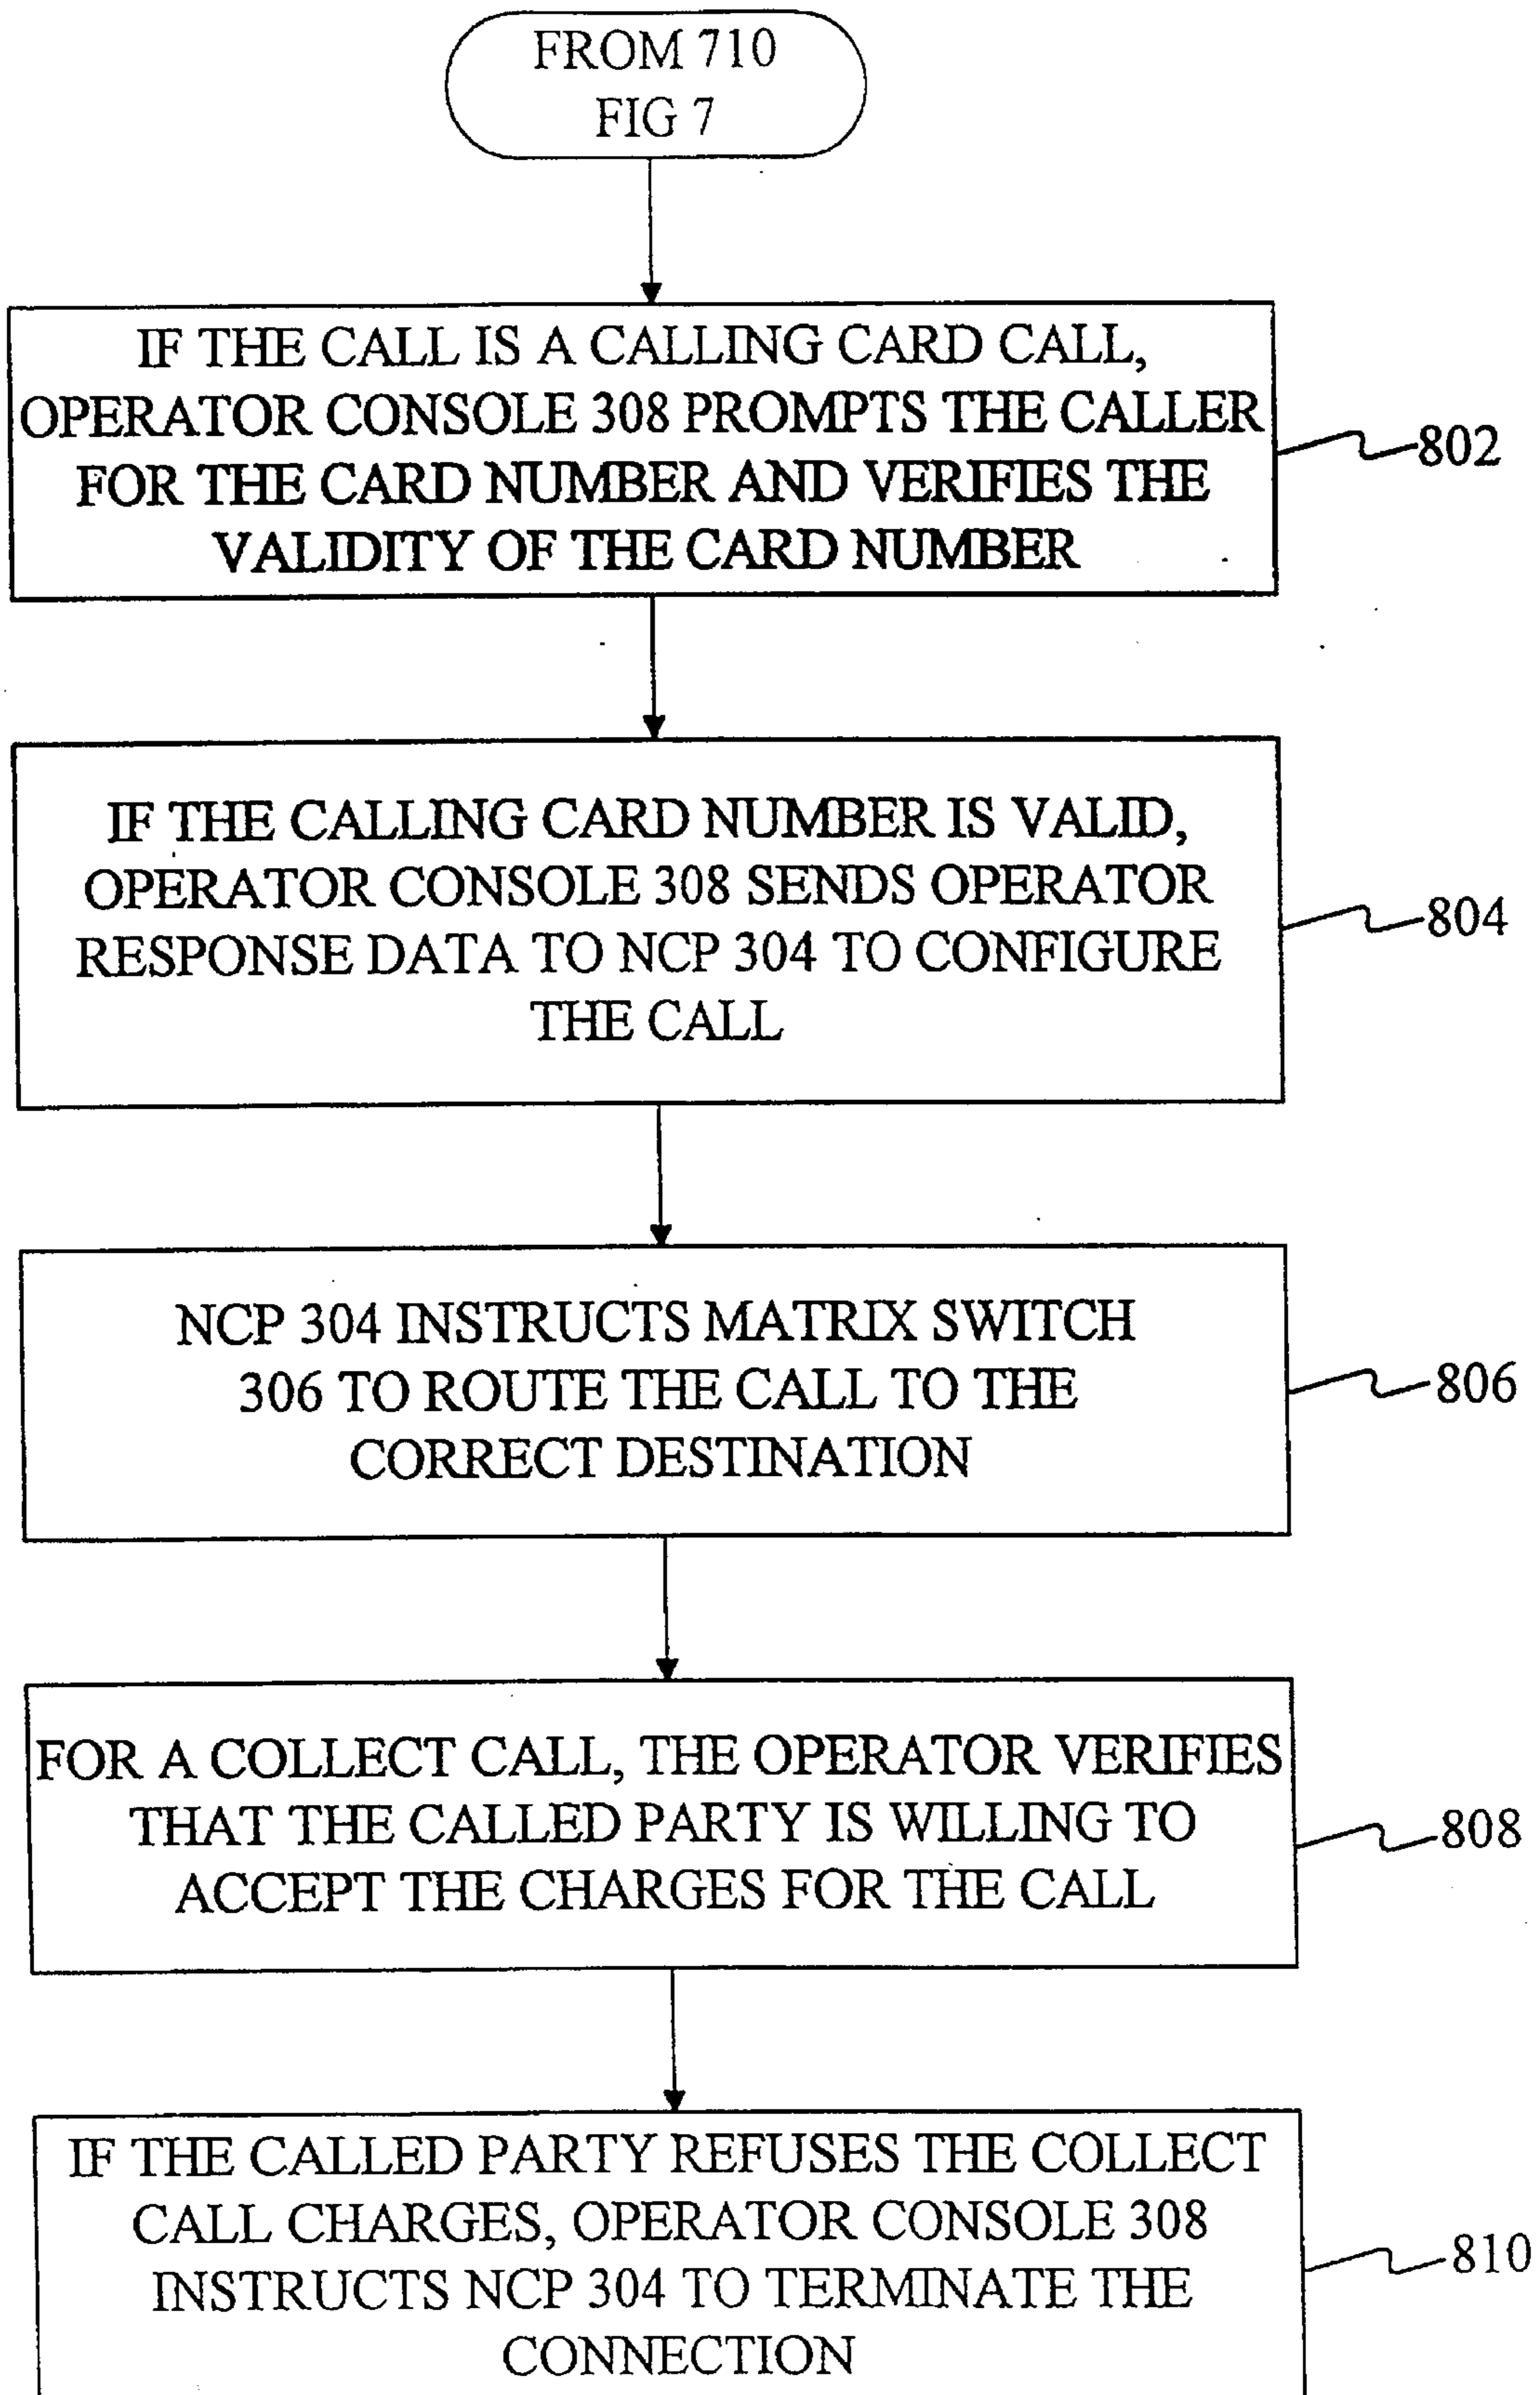 FROM 710
FIG 7
IF THE CALL IS A CALLING CARD CALL,
OPERATOR CONSOLE 308 PROMPTS THE CALLER
FOR THE CARD NUMBER AND VERIFIES THE
VALIDITY OF THE CARD NUMBER
802
IF THE CALLING CARD NUMBER IS VALID,
OPERATOR CONSOLE 308 SENDS OPERATOR
RESPONSE DATA TO NCP 304 TO CONFIGURE
THE CALL
804
NCP 304 INSTRUCTS MATRIX SWITCH
306 TO ROUTE THE CALL TO THE
CORRECT DESTINATION
806
FOR A COLLECT CALL, THE OPERATOR VERIFIES
THAT THE CALLED PARTY IS WILLING TO
ACCEPT THE CHARGES FOR THE CALL
808
IF THE CALLED PARTY REFUSES THE COLLECT
CALL CHARGES, OPERATOR CONSOLE 308
INSTRUCTS NCP 304 TO TERMINATE THE
CONNECTION
810